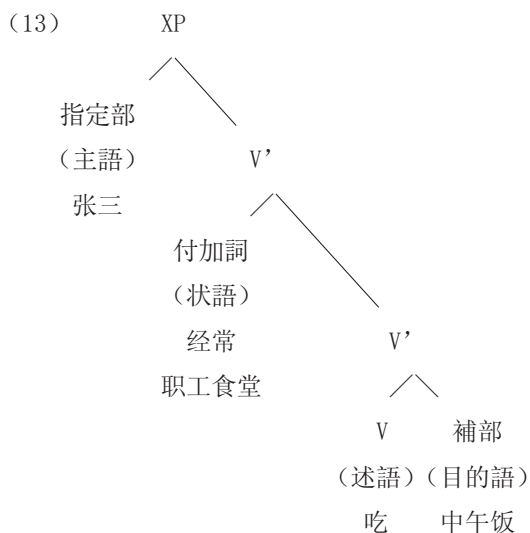 （13） XP
指定部
（主語） V’
张三
付加詞
（状語）
经常 V’
职工食堂
V 補部
（述語）（目的語）
吃 中午饭